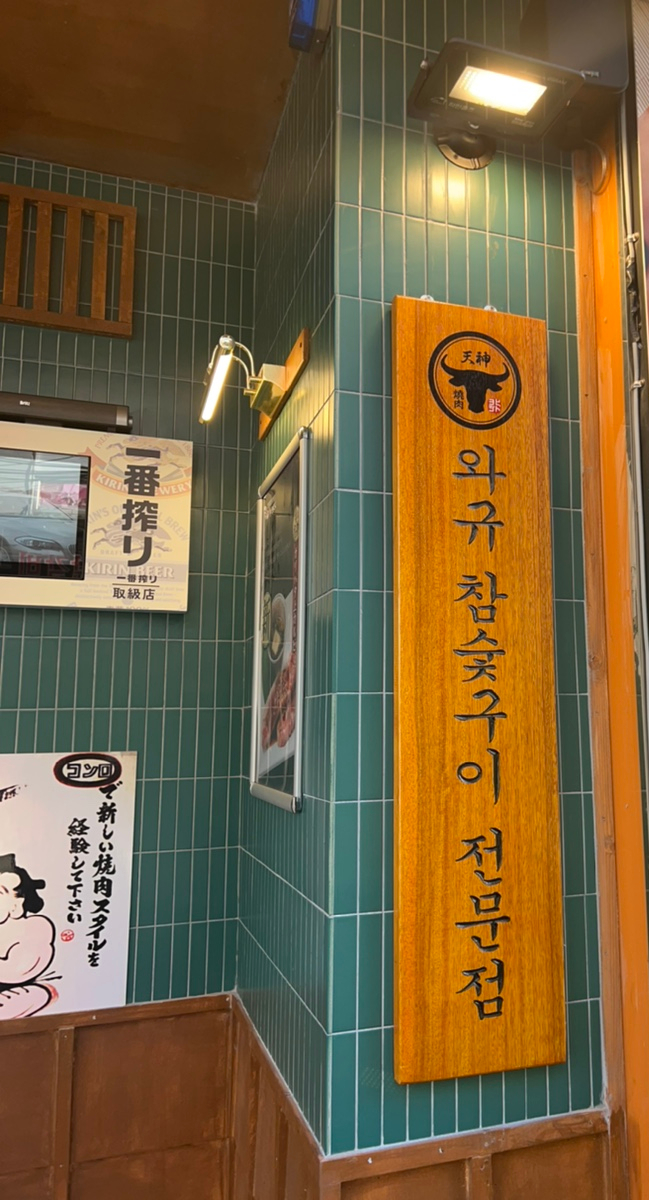 天神
焼肉
와규 참숯구이 전문점
一番搾り
KIRIN BREWERY
KIRIN BEER
一番搾り
取級店
コンロで新しい焼肉スタイルを
経験して下さい